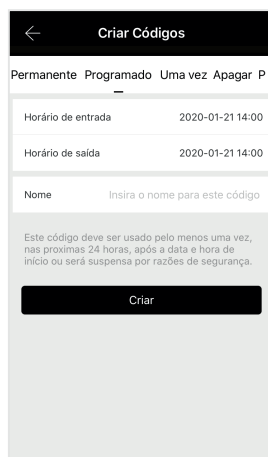 Criar Códigos
Permanente Programado Uma vez Apagar P
Horário de entrada 2020-01-21 14:00
Horário de saída 2020-01-21 14:00
Nome Insira o nome para este código
Este código deve ser usado pelo menos uma vez,
nas proximas 24 horas, após a data e hora de
início ou será suspensa por razões de segurança.
Criar